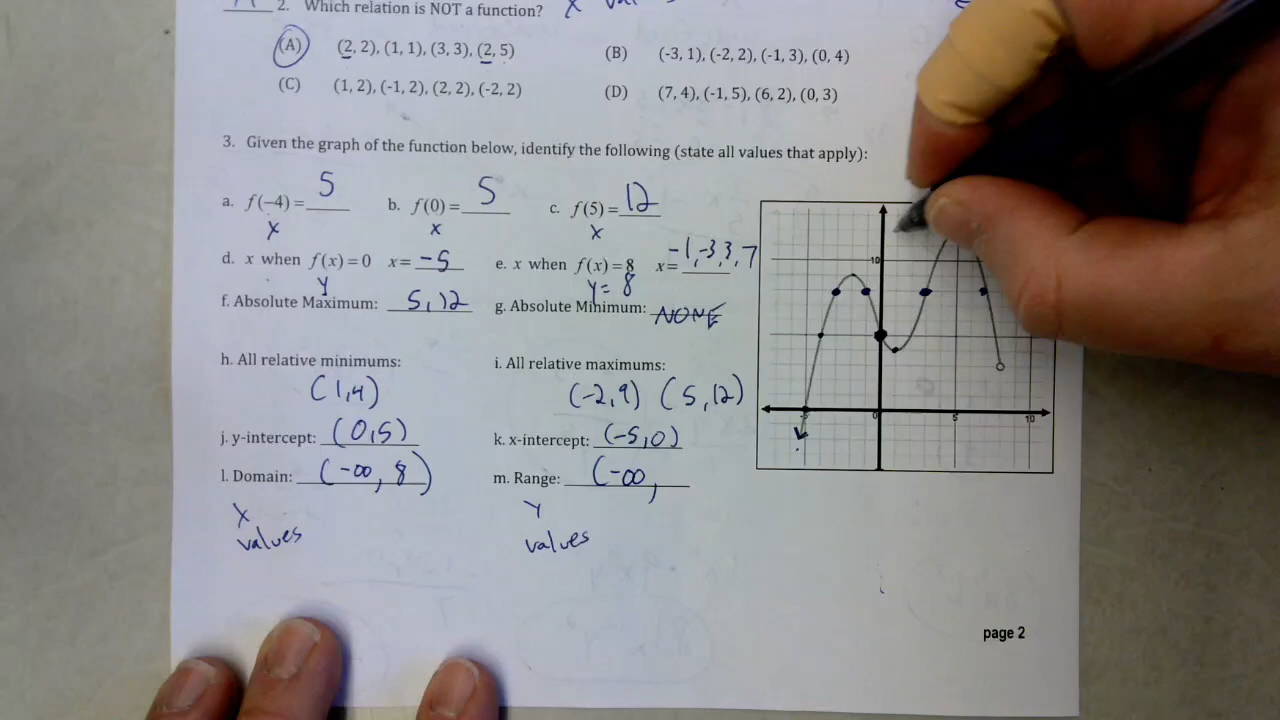 2. Which relation is NOT a function? x val
(A) (2, 2), (1, 1), (3, 3), (2, 5) (B) (-3, 1), (-2, 2), (-1, 3), (0, 4)
(C) (1, 2), (-1, 2), (2, 2), (-2, 2) (D) (7, 4), (-1, 5), (6, 2), (0, 3)
3. Given the graph of the function below, identify the following (state all values that apply):
a. f(−4)= 5 b. f(0)= 5 c. f(5)= 12
x x x
d. x when f(x)=0 x= -5 e. x when f(x)=8 x= -1,-3,3,7
y y=8
f. Absolute Maximum: 5,12 g. Absolute Minimum: NONE
h. All relative minimums: i. All relative maximums:
(1,4) (-2,9) (5,12)
j. y-intercept: (0,5) k. x-intercept: (-5,0)
l. Domain: (-∞, 8) m. Range: (-∞,
x y
values values
10
-5 0 5 10
page 2